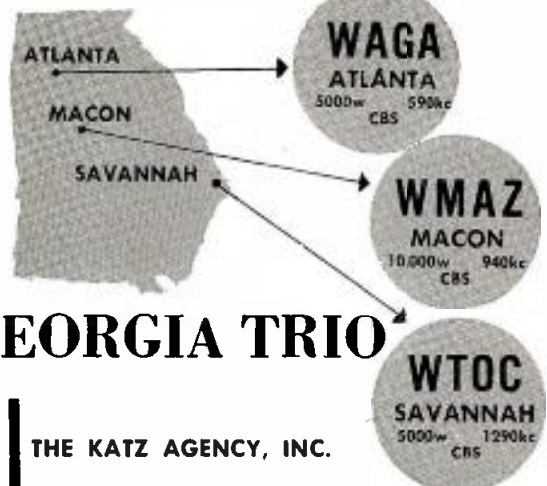 ATLANTA
MACON
SAVANNAH
WAGA
ATLANTA
5000w 590kc
CBS
WMAZ
MACON
10,000w 940kc
CBS
WTOC
SAVANNAH
5000w 1290kc
CBS
EORGIA TRIO
THE KATZ AGENCY, INC.